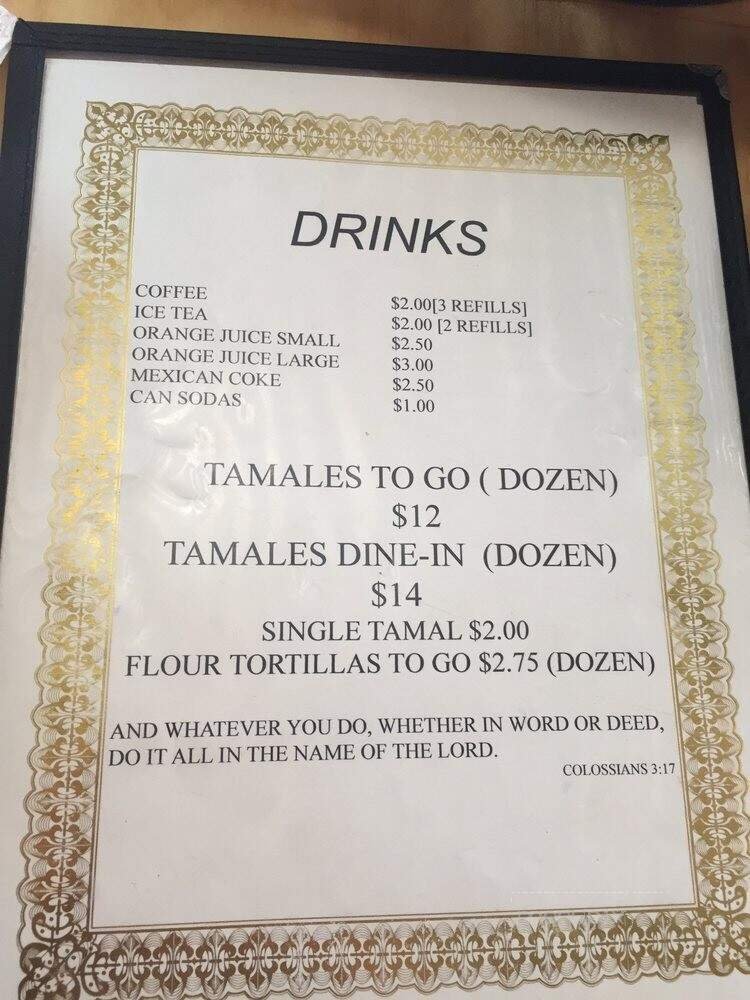 DRINKS
COFFEE $2.00[3 REFILLS]
ICE TEA $2.00 [2 REFILLS]
ORANGE JUICE SMALL $2.50
ORANGE JUICE LARGE $3.00
MEXICAN COKE $2.50
CAN SODAS $1.00
TAMALES TO GO ( DOZEN)
$12
TAMALES DINE-IN (DOZEN)
$14
SINGLE TAMAL $2.00
FLOUR TORTILLAS TO GO $2.75 (DOZEN)
AND WHATEVER YOU DO, WHETHER IN WORD OR DEED,
DO IT ALL IN THE NAME OF THE LORD.
COLOSSIANS 3:17